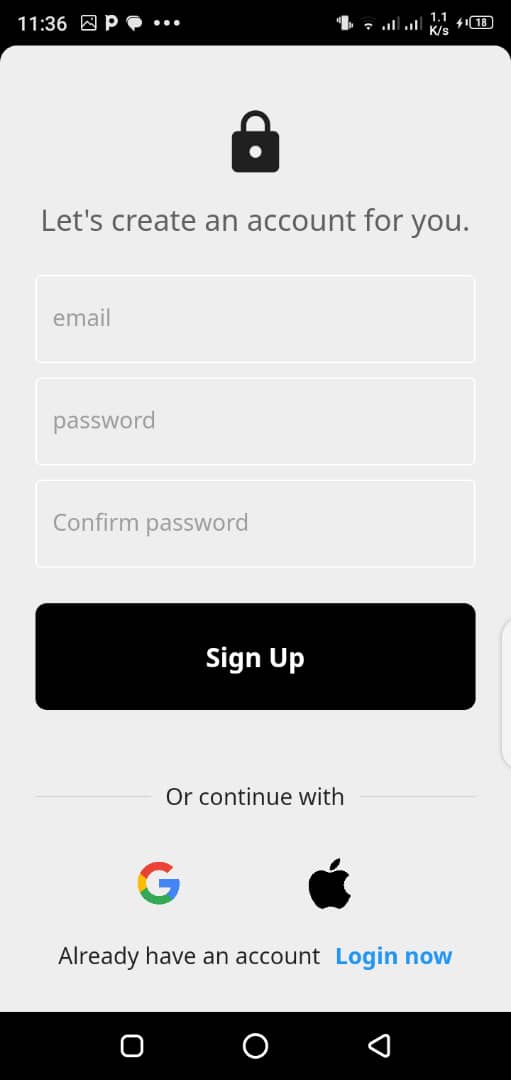 11:36 1.1 K/s 18
Let's create an account for you.
email
password
Confirm password
Sign Up
Or continue with
Already have an account Login now